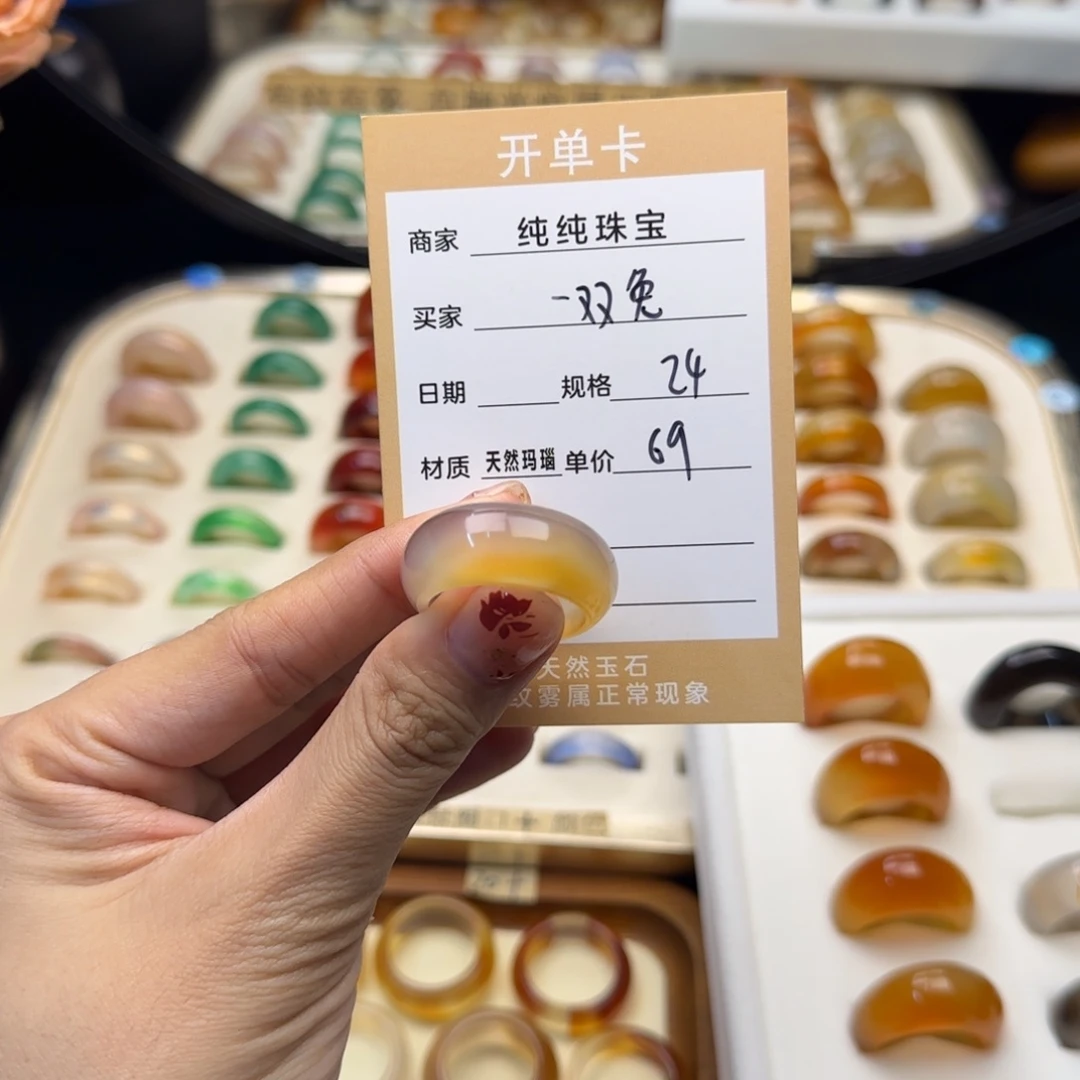 开单卡
商家 纯纯珠宝
买家 一双兔
日期 规格 24
材质 天然玛瑙 单价 69
天然玉石
纹雾属正常现象